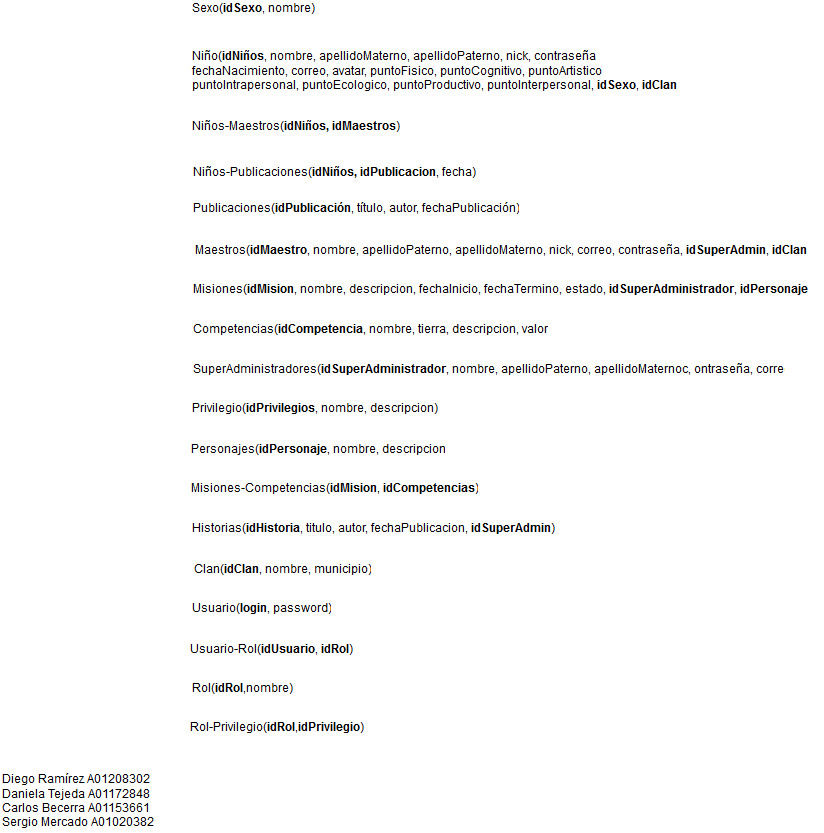 Sexo(idSexo, nombre)
Niño(idNiños, nombre, apellidoMaterno, apellidoPaterno, nick, contraseña
fechaNacimiento, correo, avatar, puntoFisico, puntoCognitivo, puntoArtistico
puntoIntrapersonal, puntoEcologico, puntoProductivo, puntoInterpersonal, idSexo, idClan
Niños-Maestros(idNiños, idMaestros)
Niños-Publicaciones(idNiños, idPublicacion, fecha)
Publicaciones(idPublicación, título, autor, fechaPublicación)
Maestros(idMaestro, nombre, apellidoPaterno, apellidoMaterno, nick, correo, contraseña, idSuperAdmin, idClan
Misiones(idMision, nombre, descripcion, fechaInicio, fechaTermino, estado, idSuperAdministrador, idPersonaje
Competencias(idCompetencia, nombre, tierra, descripcion, valor
SuperAdministradores(idSuperAdministrador, nombre, apellidoPaterno, apellidoMaternoc, ontraseña, corre
Privilegio(idPrivilegios, nombre, descripcion)
Personajes(idPersonaje, nombre, descripcion
Misiones-Competencias(idMision, idCompetencias)
Historias(idHistoria, titulo, autor, fechaPublicacion, idSuperAdmin)
Clan(idClan, nombre, municipio)
Usuario(login, password)
Usuario-Rol(idUsuario, idRol)
Rol(idRol,nombre)
Rol-Privilegio(idRol,idPrivilegio)
Diego Ramírez A01208302
Daniela Tejeda A01172848
Carlos Becerra A01153661
Sergio Mercado A01020382